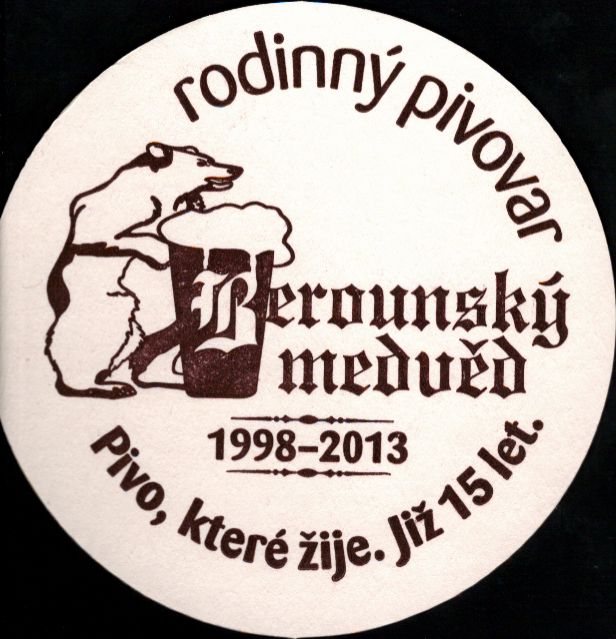 rodinný pivovar
Berounský
medvěd
1998–2013
Pivo, které žije. Již 15 let.